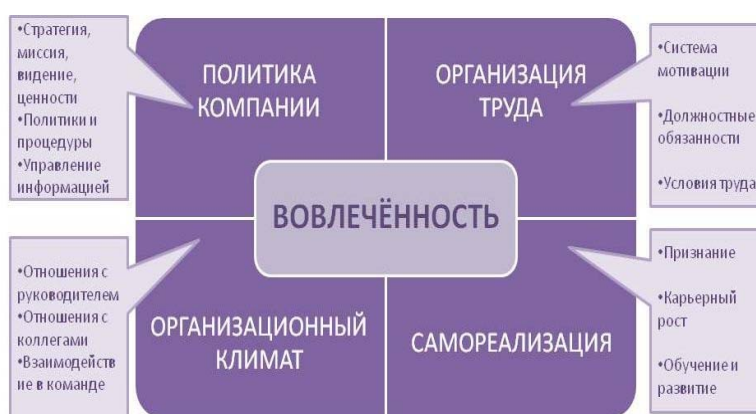 •Стратегия,
миссия,
видение,
ценности
•Политики и
процедуры
•Управление
информацией
ПОЛИТИКА
КОМПАНИИ
ОРГАНИЗАЦИЯ
ТРУДА
•Система
мотивации
•Должностные
обязанности
•Условия труда
ВОВЛЕЧЁННОСТЬ
•Отношения с
руководителем
•Отношения с
коллегами
•Взаимодейств
ие в команде
ОРГАНИЗАЦИОННЫЙ
КЛИМАТ
САМОРЕАЛИЗАЦИЯ
•Признание
•Карьерный
рост
•Обучение и
развитие